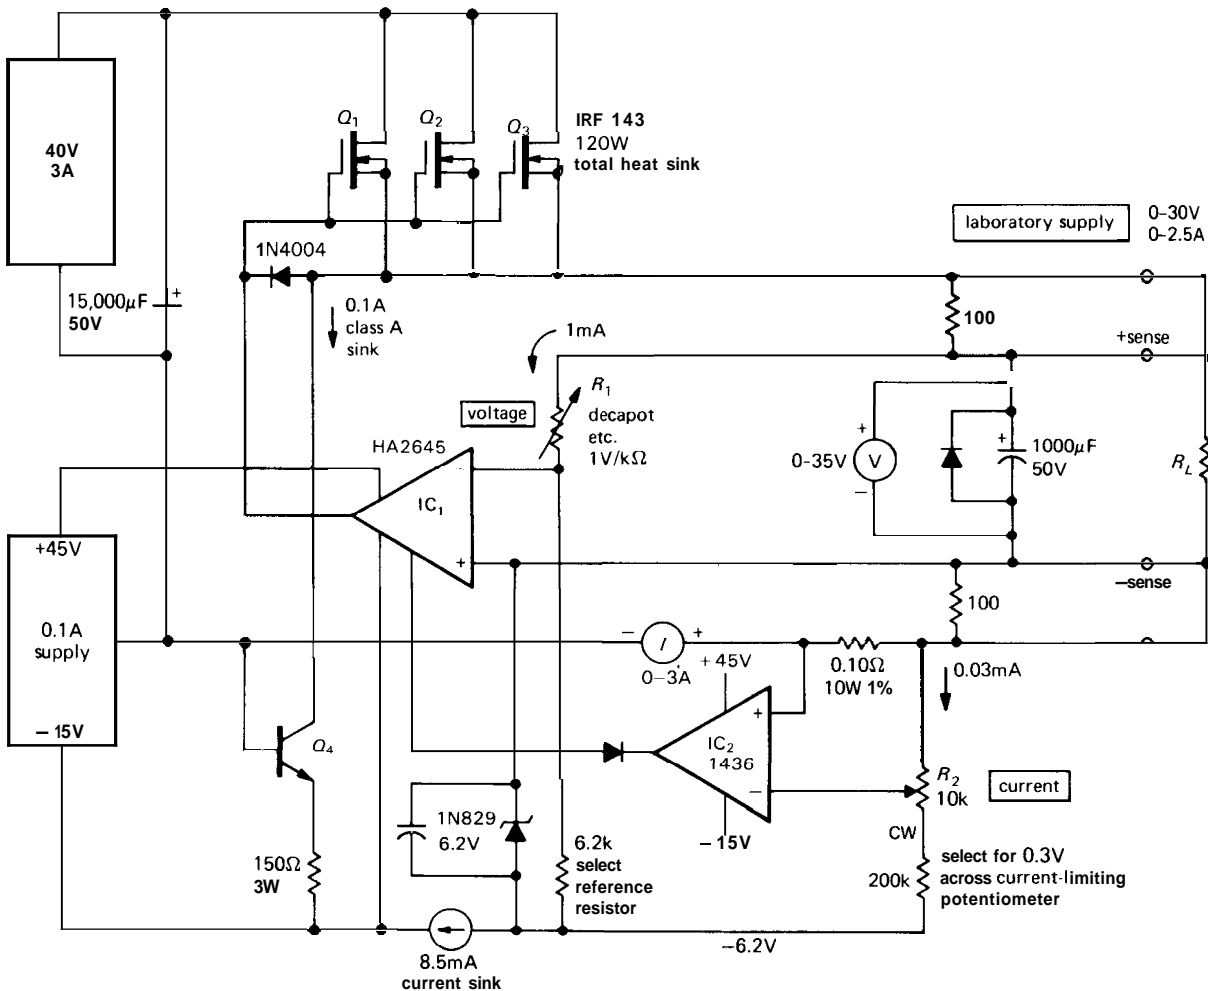 40V
3A
Q1
Q2
Q3
IRF 143
120W
total heat sink
laboratory supply
0–30V
0–2.5A
1N4004
15,000μF
50V
+
0.1A
class A
sink
1mA
100
+sense
R1
voltage
decapot
etc.
1V/kΩ
HA2645
IC1
−
+
+
0-35V
V
−
+
1000μF
50V
RL
+45V
0.1A
supply
– 15V
−sense
100
−
I
+
0–3A
+45V
0.10Ω
10W 1%
0.03mA
Q4
IC2
1436
+
−
–15V
R2
10k
current
CW
1N829
6.2V
150Ω
3W
6.2k
select
reference
resistor
200k
select for 0.3V
across current-limiting
potentiometer
−6.2V
8.5mA
current sink